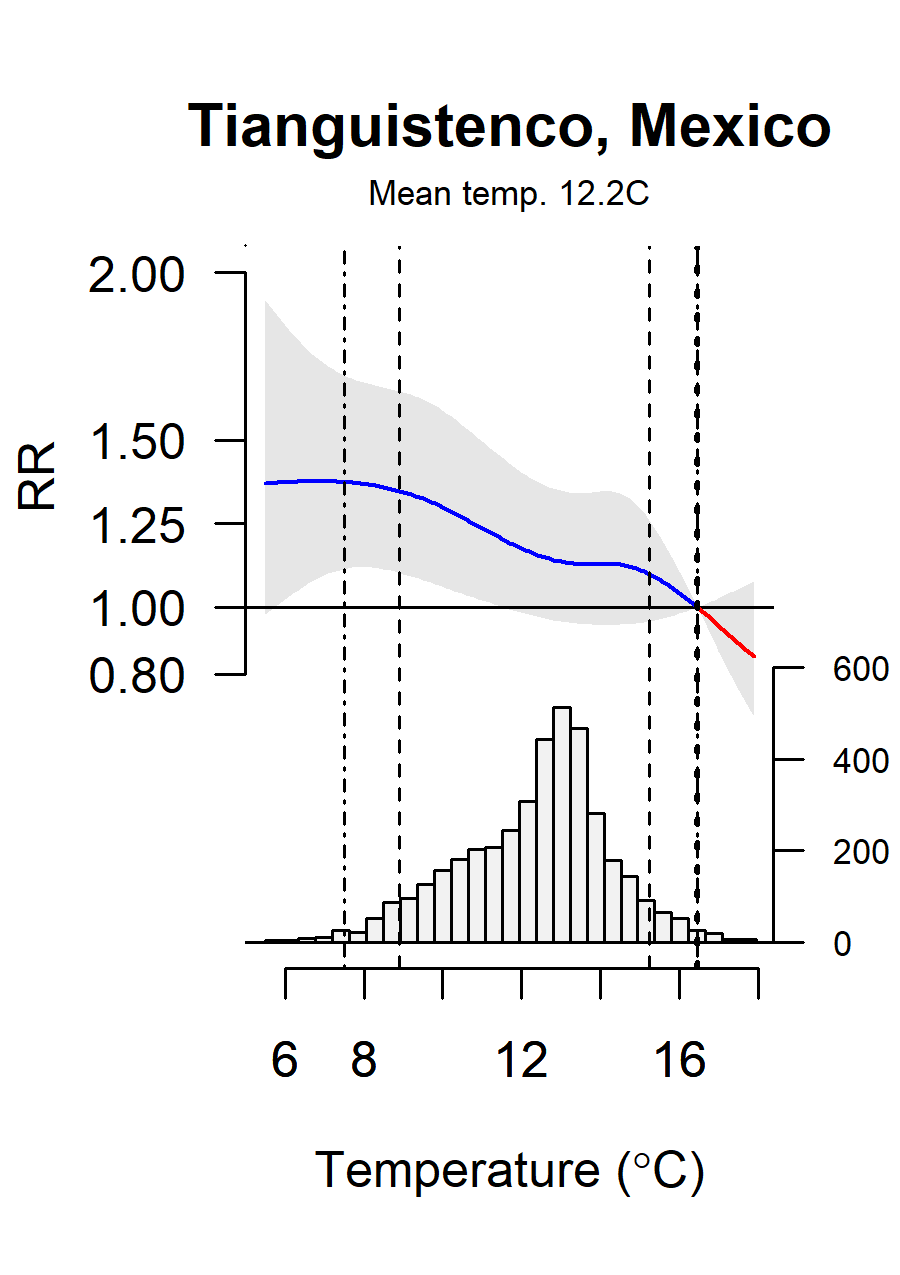 Tianguistenco, Mexico
Mean temp. 12.2C
2.00
1.50
1.25
1.00
0.80
RR
600
400
200
0
6 8 12 16
Temperature (°C)